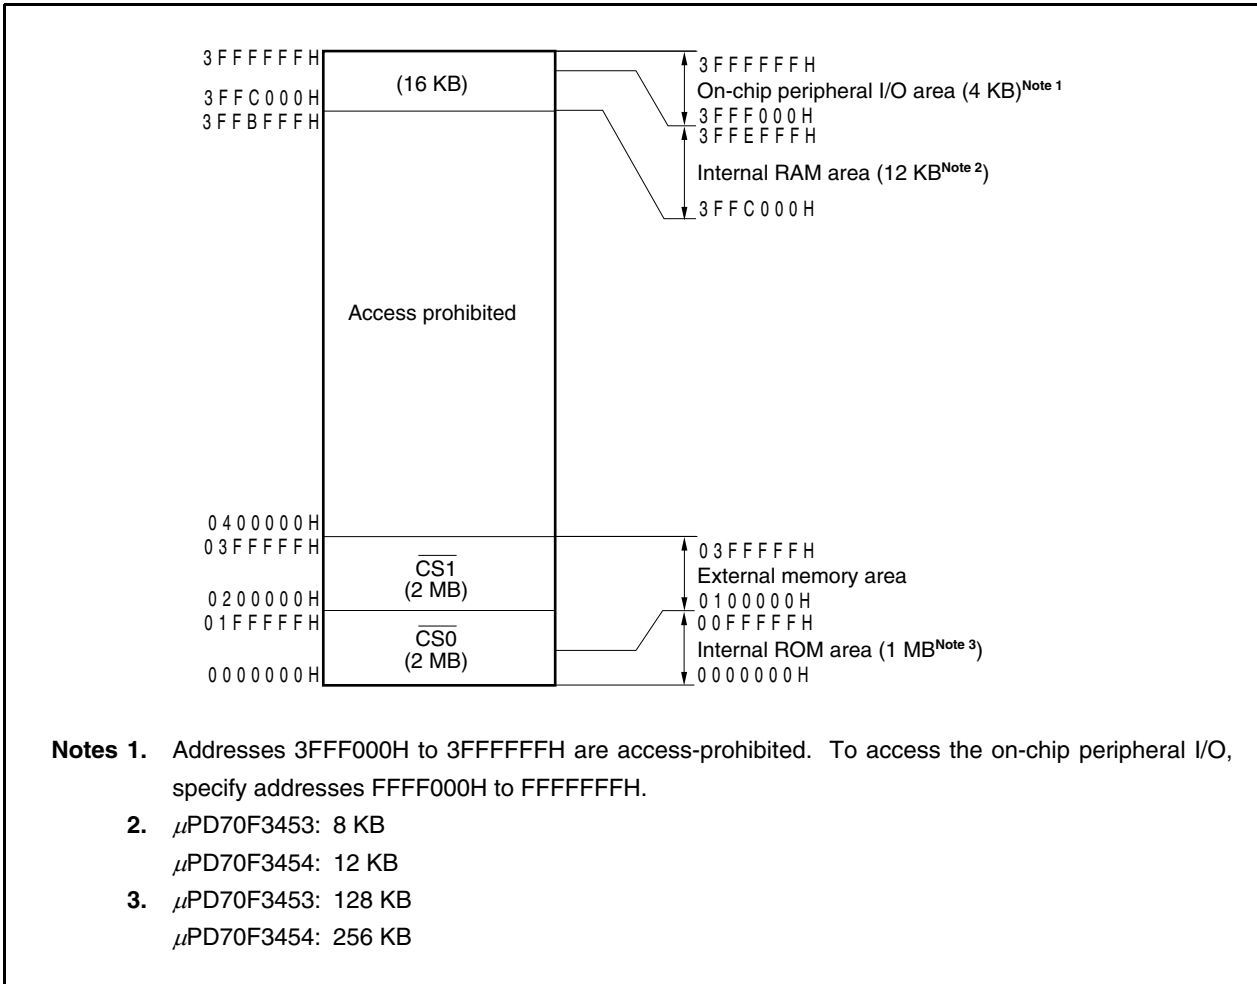 3FFFFFFH
(16 KB)
3FFC000H
3FFBFFFH
3FFFFFFH
On-chip peripheral I/O area (4 KB)Note 1
3FFF000H
3FFEFFFH
Internal RAM area (12 KBNote 2)
3FFC000H
Access prohibited
0400000H
03FFFFFH
CS1
(2 MB)
0200000H
01FFFFFH
CS0
(2 MB)
0000000H
03FFFFFH
External memory area
0100000H
00FFFFFH
Internal ROM area (1 MBNote 3)
0000000H
Notes 1. Addresses 3FFF000H to 3FFFFFFH are access-prohibited. To access the on-chip peripheral I/O,
specify addresses FFFF000H to FFFFFFFH.
2. μPD70F3453: 8 KB
μPD70F3454: 12 KB
3. μPD70F3453: 128 KB
μPD70F3454: 256 KB